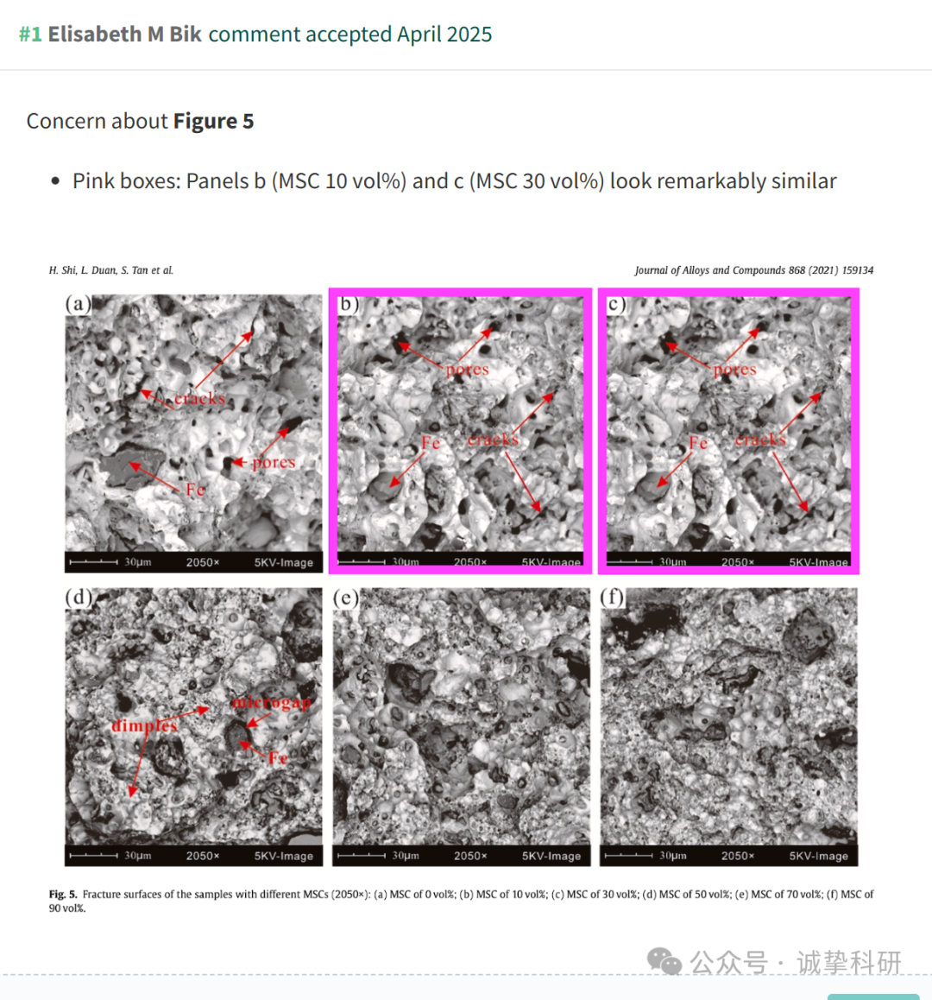 #1 Elisabeth M Bik comment accepted April 2025
Concern about Figure 5
• Pink boxes: Panels b (MSC 10 vol%) and c (MSC 30 vol%) look remarkably similar
H. Shi, L. Duan, S. Tan et al.
Journal of Alloys and Compounds 868 (2021) 159134
(a)
cracks
pores
Fe
30μm 2050× 5KV-Image
b)
pores
Fe
cracks
30μm 2050× 5KV-Image
c)
pores
Fe
cracks
30μm 2050× 5KV-Image
(d)
microgap
dimples
Fe
30μm 2050× 5KV-Image
(e)
30μm 2050× 5KV-Image
(f)
30μm 2050× 5KV-Image
Fig. 5. Fracture surfaces of the samples with different MSCs (2050×): (a) MSC of 0 vol%; (b) MSC of 10 vol%; (c) MSC of 30 vol%; (d) MSC of 50 vol%; (e) MSC of 70 vol%; (f) MSC of
90 vol%.
公众号 · 诚挚科研